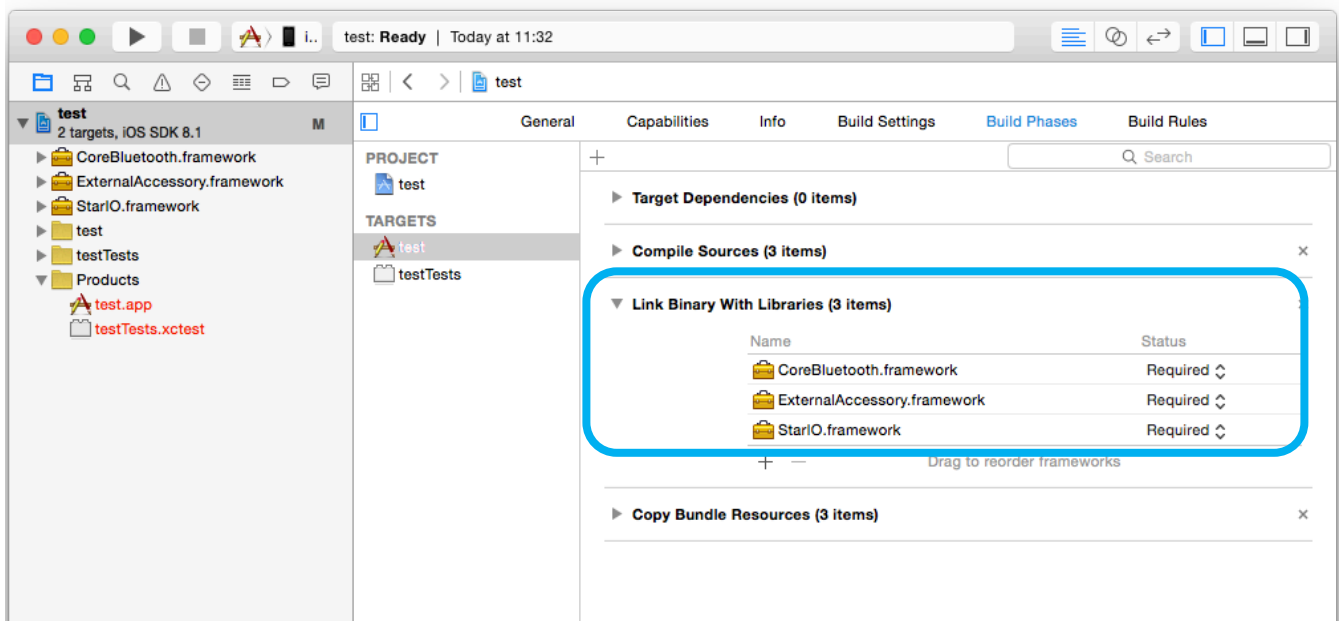 i..
test: Ready | Today at 11:32
test
test
2 targets, iOS SDK 8.1
M
CoreBluetooth.framework
ExternalAccessory.framework
StarIO.framework
test
testTests
Products
test.app
testTests.xctest
General Capabilities Info Build Settings Build Phases Build Rules
PROJECT
test
TARGETS
test
testTests
Search
Target Dependencies (0 items)
Compile Sources (3 items)
Link Binary With Libraries (3 items)
Name Status
CoreBluetooth.framework Required
ExternalAccessory.framework Required
StarIO.framework Required
Drag to reorder frameworks
Copy Bundle Resources (3 items)